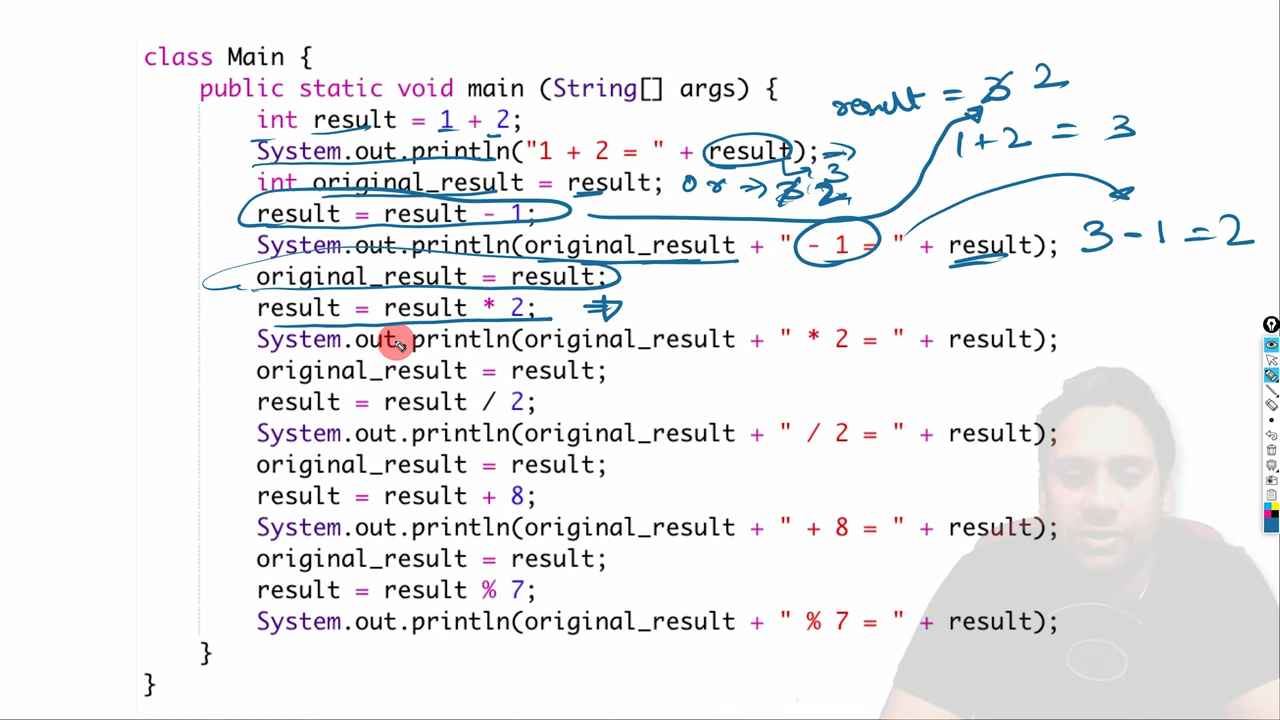 class Main {
public static void main (String[] args) {
int result = 1 + 2;
System.out.println("1 + 2 = " + result);
int original_result = result;
result = result - 1;
System.out.println(original_result + " - 1 = " + result);
original_result = result;
result = result * 2;
System.out.println(original_result + " * 2 = " + result);
original_result = result;
result = result / 2;
System.out.println(original_result + " / 2 = " + result);
original_result = result;
result = result + 8;
System.out.println(original_result + " + 8 = " + result);
original_result = result;
result = result % 7;
System.out.println(original_result + " % 7 = " + result);
}
}
result = 2
1+2 = 3
3
or => 2
3-1=2